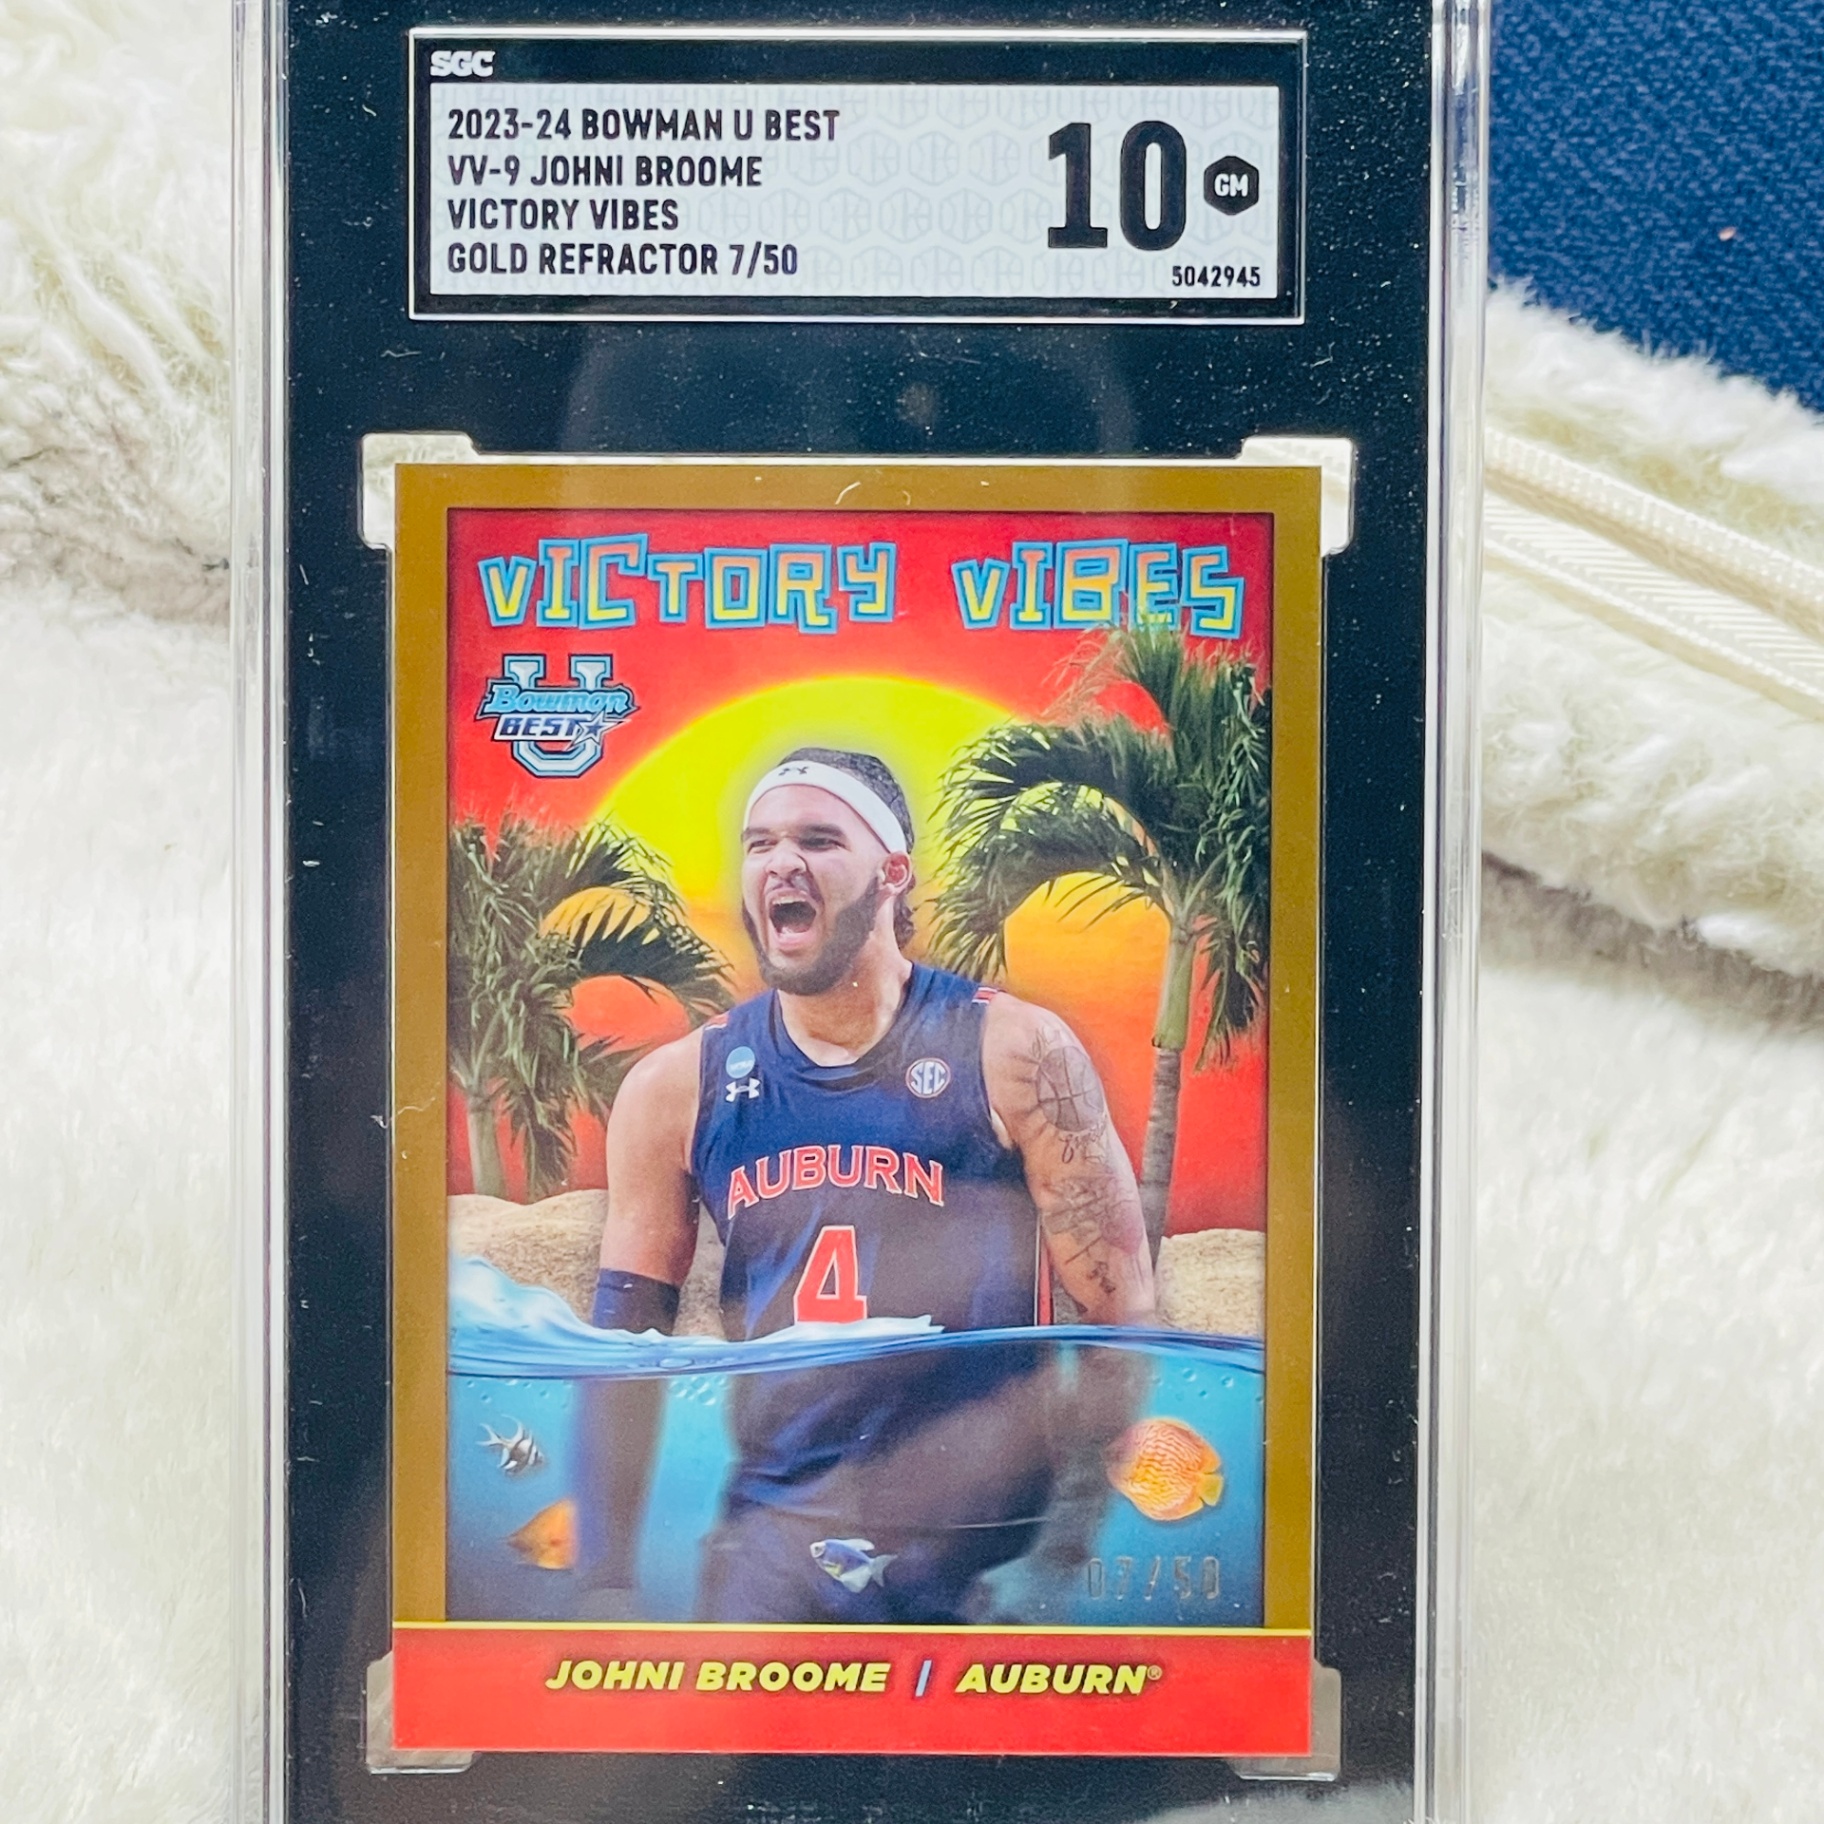 SGC
2023-24 BOWMAN U BEST
VV-9 JOHNI BROOME
VICTORY VIBES
GOLD REFRACTOR 7/50
10 GM
5042945
VICTORY VIBES
U
Bowman
BEST
SEC
AUBURN
4
07/50
JOHNI BROOME / AUBURN®